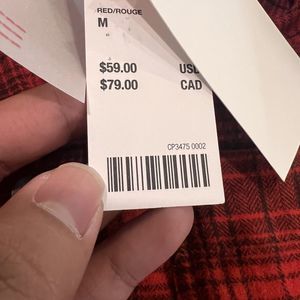 RED/ROUGE
M
$59.00 USD
$79.00 CAD
CP3475 0002